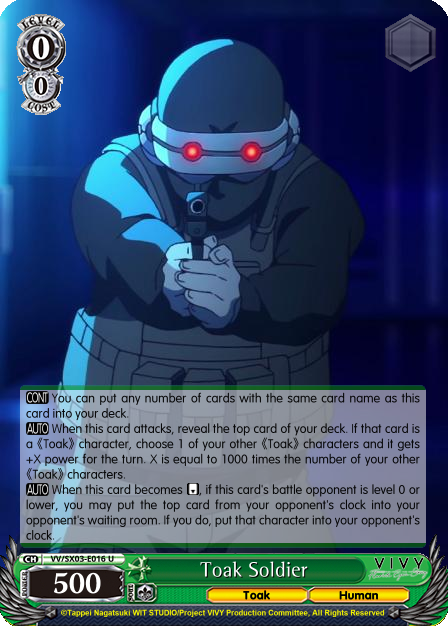 LEVEL
0
0
COST
CONT You can put any number of cards with the same card name as this
card into your deck.
AUTO When this card attacks, reveal the top card of your deck. If that card is
a 《Toak》 character, choose 1 of your other 《Toak》 characters and it gets
+X power for the turn. X is equal to 1000 times the number of your other
《Toak》 characters.
AUTO When this card becomes , if this card's battle opponent is level 0 or
lower, you may put the top card from your opponent's clock into your
opponent's waiting room. If you do, put that character into your opponent's
clock.
CH VV/SX03-E016 U
POWER 500 SOUL
Toak Soldier
VIVY
Toak Human
©Tappei Nagatsuki WIT STUDIO/Project VIVY Production Committee, All Rights Reserved